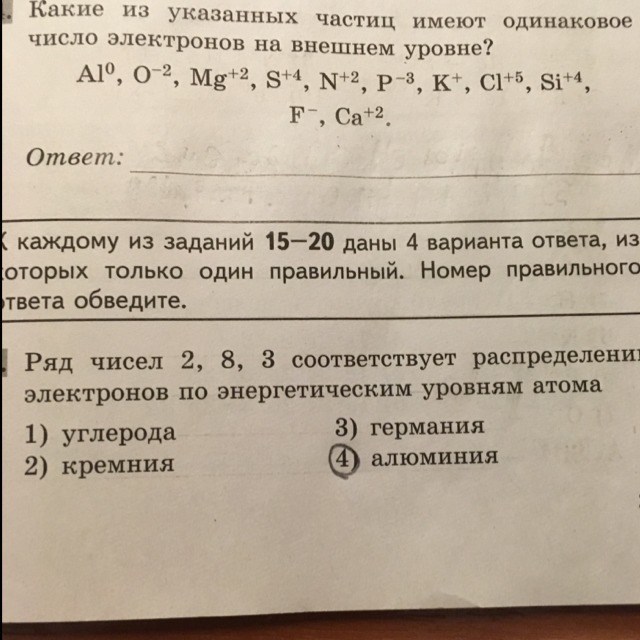 Какие из указанных частиц имеют одинаковое
число электронов на внешнем уровне?
Al⁰, O⁻², Mg⁺², S⁺⁴, N⁺², P⁻³, K⁺, Cl⁺⁵, Si⁺⁴,
F⁻, Ca⁺².
Ответ:
К каждому из заданий 15—20 даны 4 варианта ответа, из
которых только один правильный. Номер правильного
ответа обведите.
Ряд чисел 2, 8, 3 соответствует распределени
электронов по энергетическим уровням атома
1) углерода 3) германия
2) кремния 4) алюминия